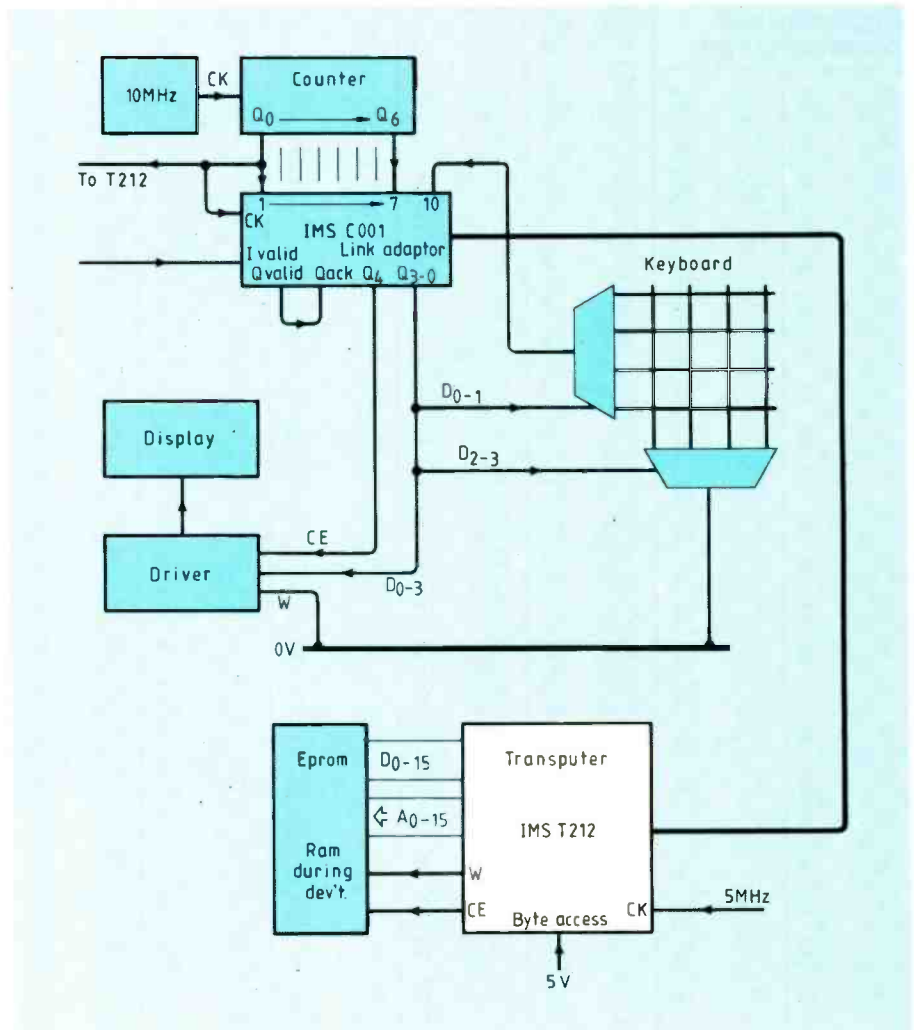 10MHz
CK
Counter
Q0 Q6
To T212
1 7 10
CK
IMS C001
I valid Link adaptor
Qvalid Qack Q4 Q3-0
Keyboard
D0-1
Display
D2-3
CE
Driver
D0-3
W
0V
Eprom
D0-15
Transputer
A0-15
IMS T212
Ram
during
dev't.
W
CE
Byte access
CK
5MHz
5V